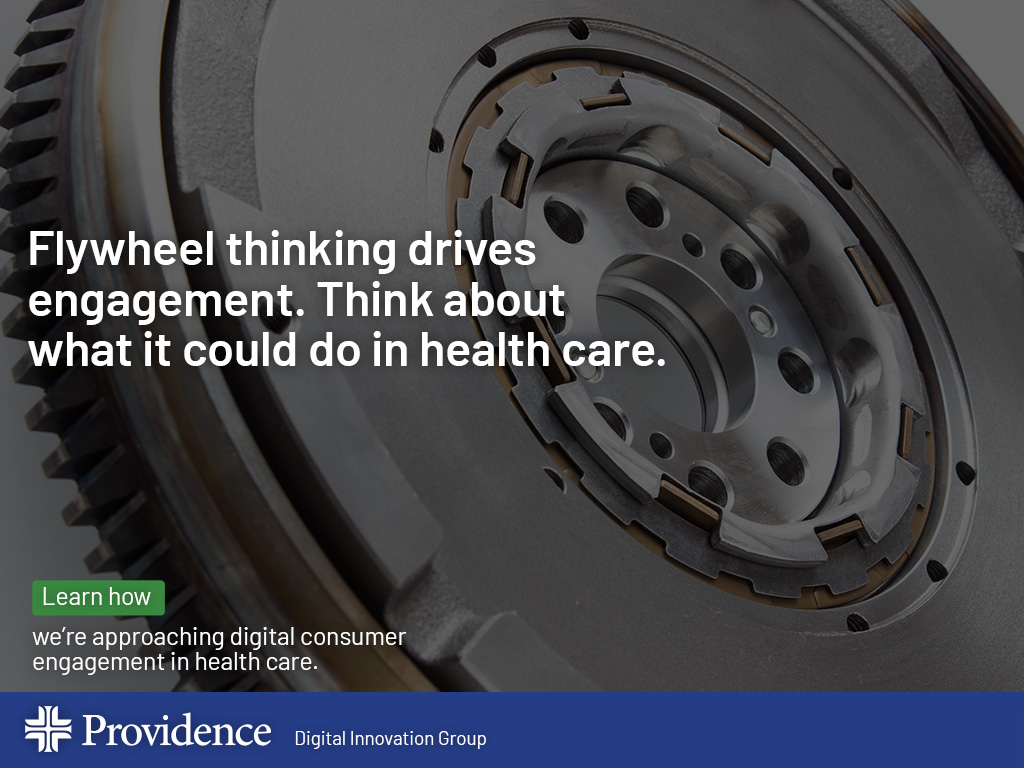 Flywheel thinking drives
engagement. Think about
what it could do in health care.
Learn how
we’re approaching digital consumer
engagement in health care.
Providence
Digital Innovation Group